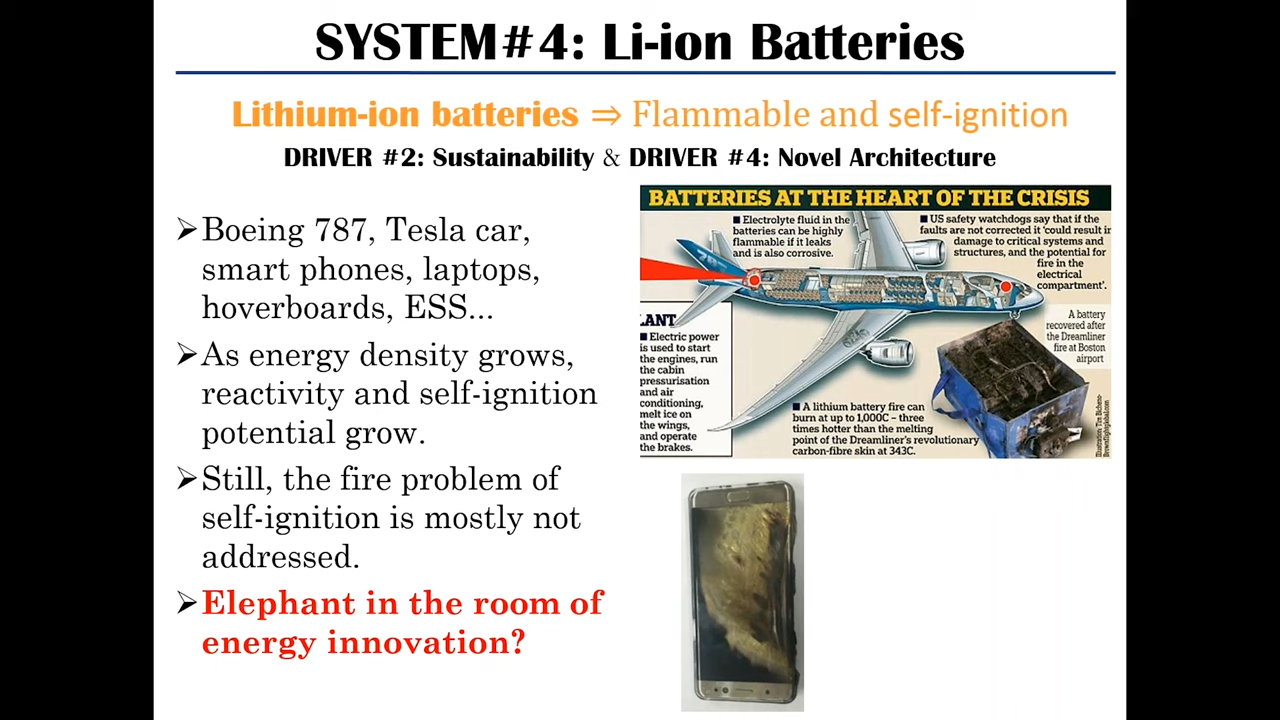 SYSTEM#4: Li-ion Batteries
Lithium-ion batteries ⇒ Flammable and self-ignition
DRIVER #2: Sustainability & DRIVER #4: Novel Architecture
➢Boeing 787, Tesla car,
smart phones, laptops,
hoverboards, ESS...
➢As energy density grows,
reactivity and self-ignition
potential grow.
➢Still, the fire problem of
self-ignition is mostly not
addressed.
➢Elephant in the room of
energy innovation?
BATTERIES AT THE HEART OF THE CRISIS
■ Electrolyte fluid in the
batteries can be highly
flammable if it leaks
and is also corrosive.
■ US safety watchdogs say that if the
faults are not corrected it 'could result in
damage to critical systems and
structures, and the potential for
fire in the
electrical
compartment'.
LANT
■ Electric power
is used to start
the engines, run
the cabin
pressurisation
and air
conditioning,
melt ice on
the wings,
and operate
the brakes.
A battery
recovered after
the Dreamliner
fire at Boston
airport
■ A lithium battery fire can
burn at up to 1,000C – three
times hotter than the melting
point of the Dreamliner's revolutionary
carbon-fibre skin at 343C.
Illustration: Tim